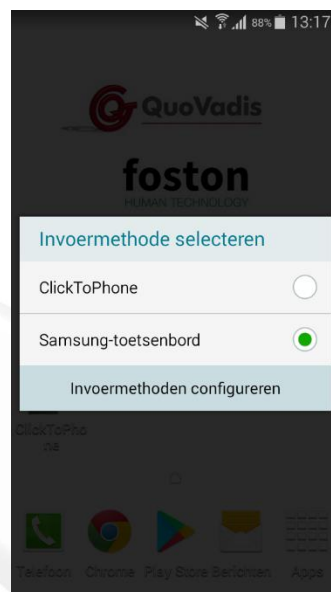 88% 13:17
QuoVadis
foston
HUMAN TECHNOLOGY
Invoermethode selecteren
ClickToPhone
Samsung-toetsenbord
Invoermethoden configureren
ClickToPho
ne
Telefoon Chrome Play Store Berichten Apps